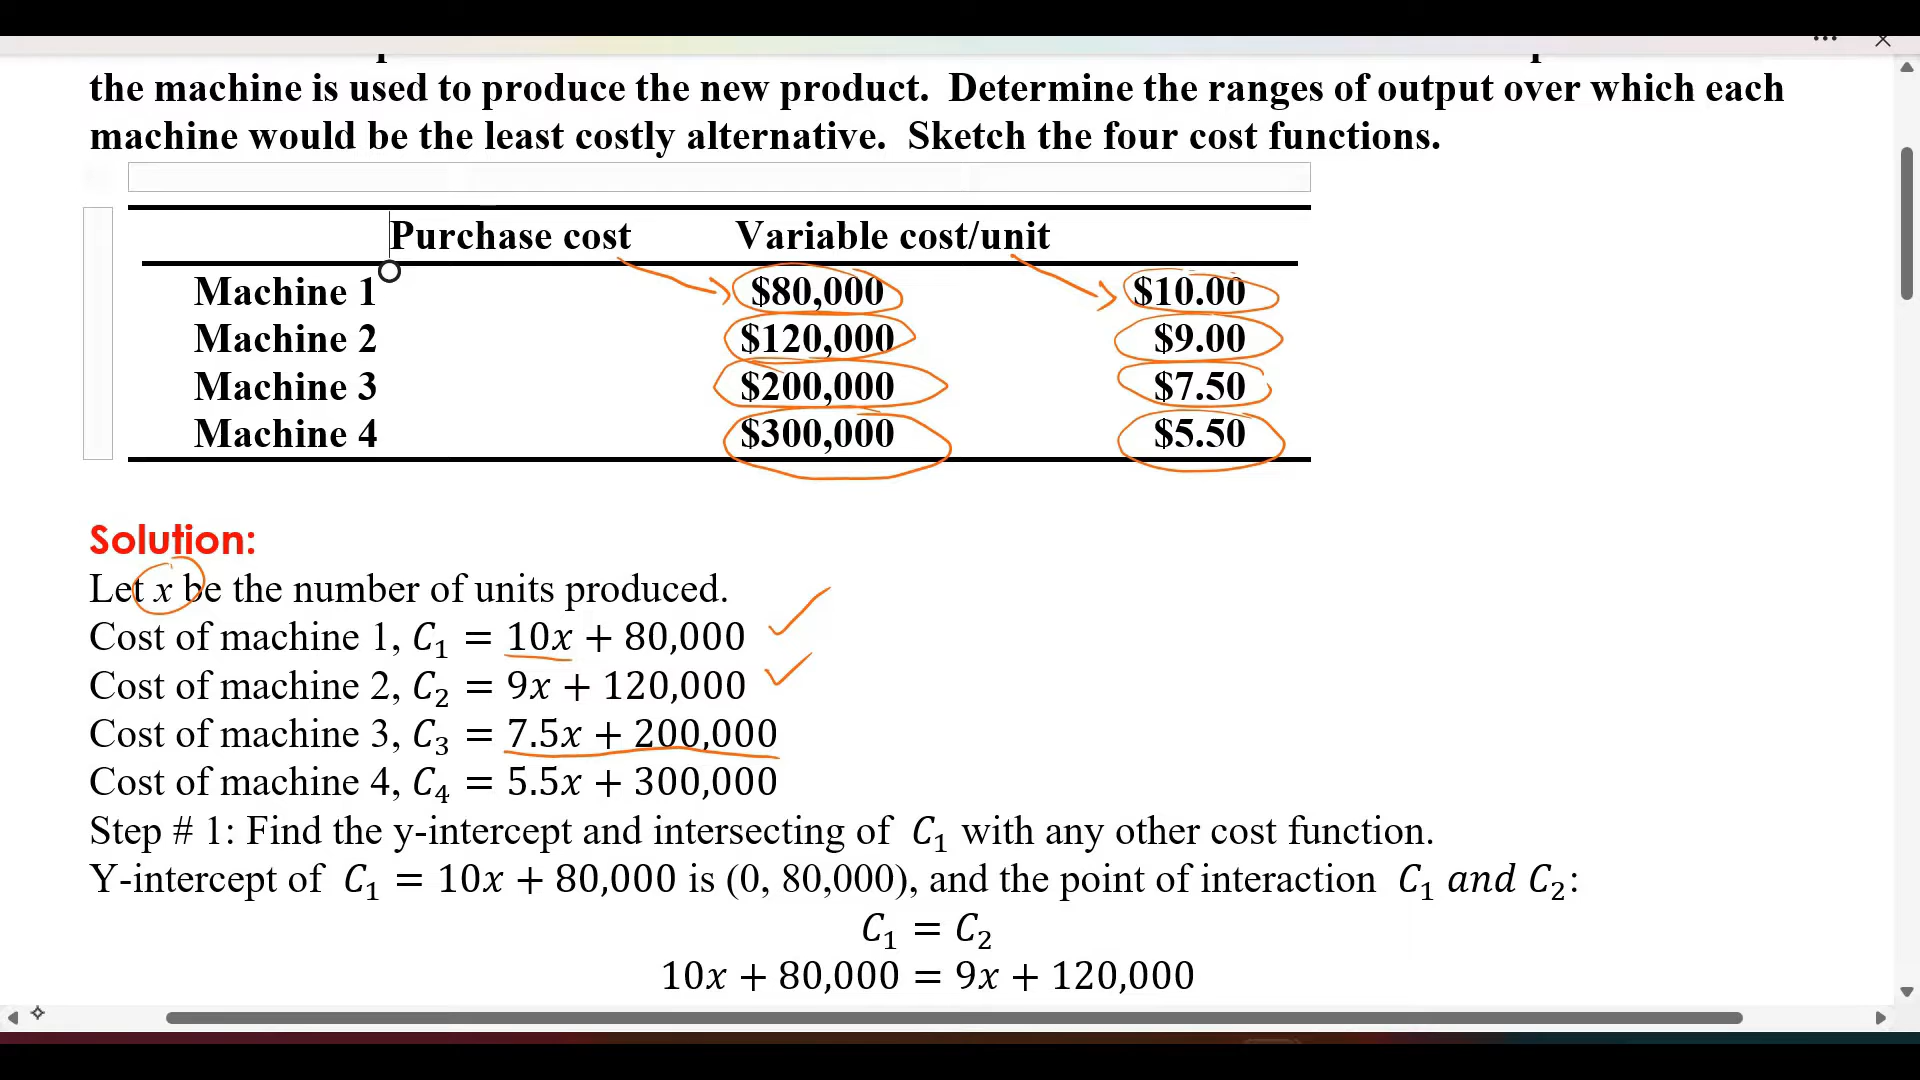 the machine is used to produce the new product. Determine the ranges of output over which each
machine would be the least costly alternative. Sketch the four cost functions.
Purchase cost Variable cost/unit
Machine 1 $80,000 $10.00
Machine 2 $120,000 $9.00
Machine 3 $200,000 $7.50
Machine 4 $300,000 $5.50
Solution:
Let x be the number of units produced.
Cost of machine 1, C₁ = 10x + 80,000
Cost of machine 2, C₂ = 9x + 120,000
Cost of machine 3, C₃ = 7.5x + 200,000
Cost of machine 4, C₄ = 5.5x + 300,000
Step # 1: Find the y-intercept and intersecting of C₁ with any other cost function.
Y-intercept of C₁ = 10x + 80,000 is (0, 80,000), and the point of interaction C₁ and C₂:
C₁ = C₂
10x + 80,000 = 9x + 120,000